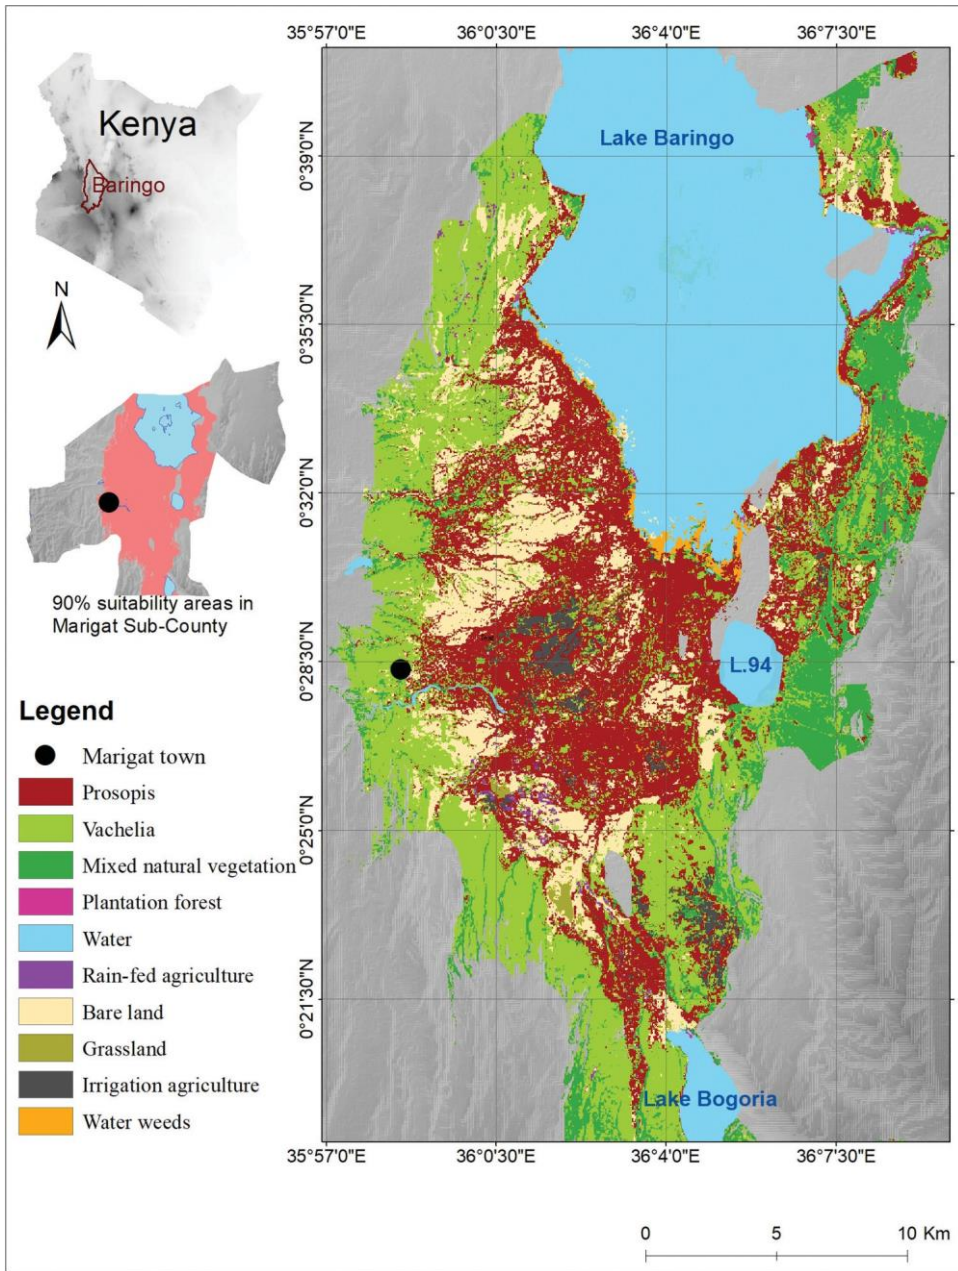 35°57'0"E 36°0'30"E 36°4'0"E 36°7'30"E
Kenya
Baringo
N
90% suitability areas in
Marigat Sub-County
Legend
Marigat town
Prosopis
Vachelia
Mixed natural vegetation
Plantation forest
Water
Rain-fed agriculture
Bare land
Grassland
Irrigation agriculture
Water weeds
0°39'0"N
0°35'30"N
0°32'0"N
0°28'30"N
0°25'0"N
0°21'30"N
Lake Baringo
L.94
Lake Bogoria
35°57'0"E 36°0'30"E 36°4'0"E 36°7'30"E
0 5 10 Km